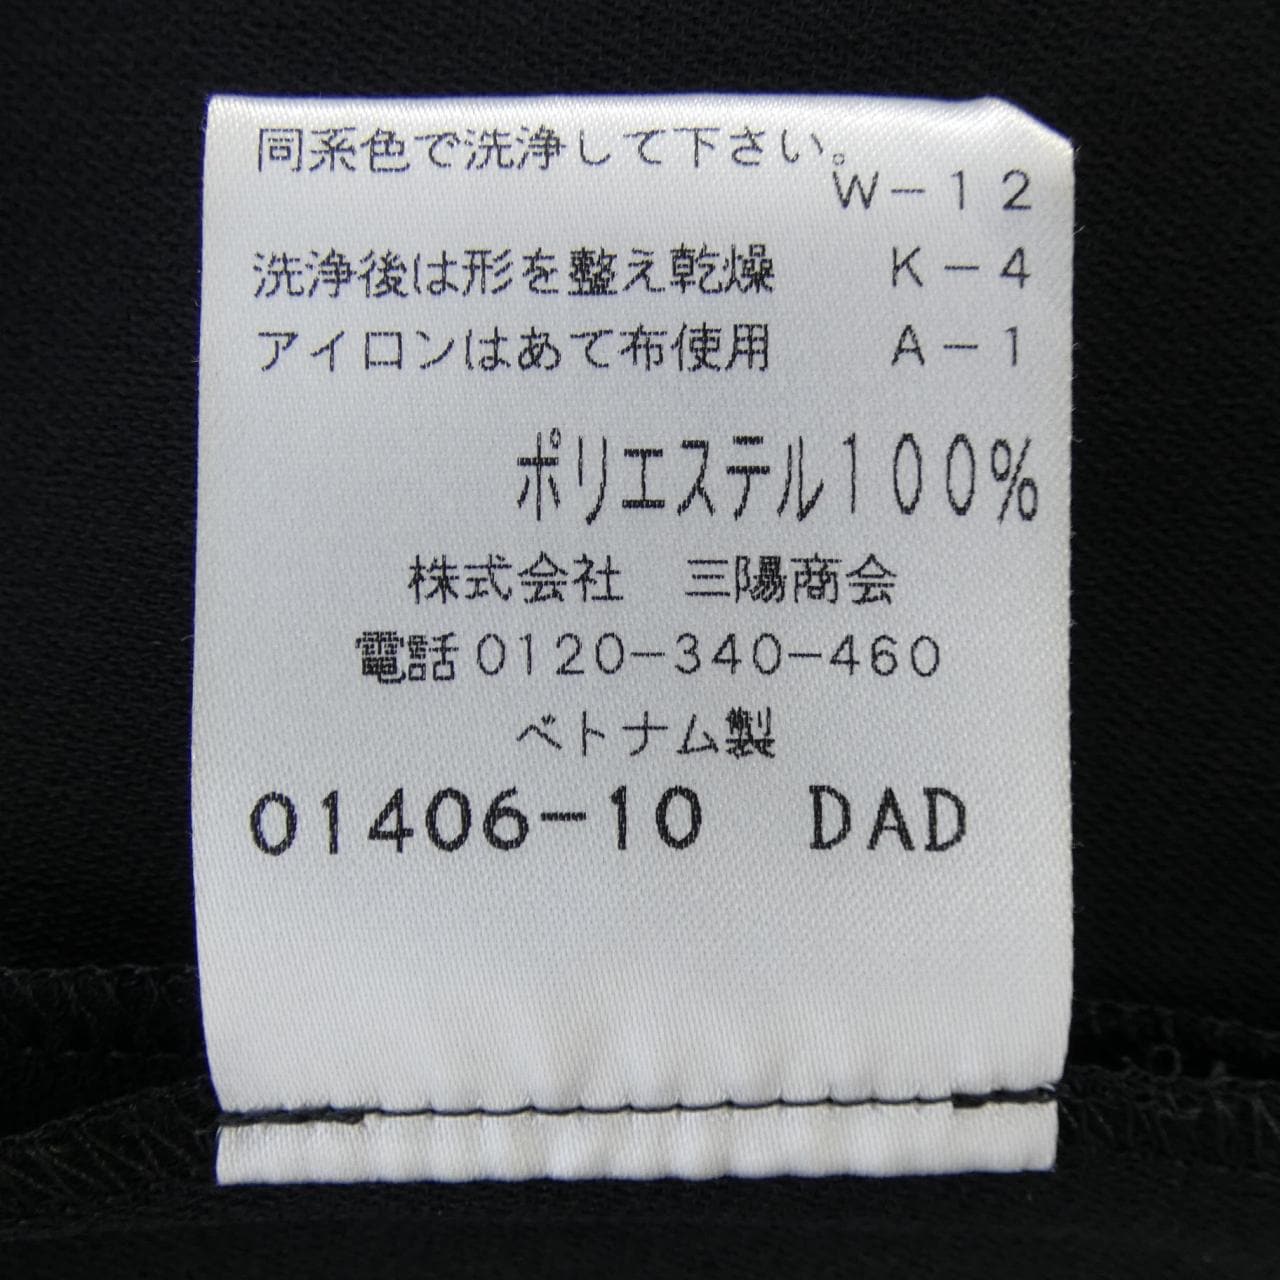 同系色で洗浄して下さい。
W-12
洗浄後は形を整え乾燥 K-4
アイロンはあて布使用 A-1
ポリエステル100%
株式会社 三陽商会
電話0120-340-460
ベトナム製
01406-10 DAD